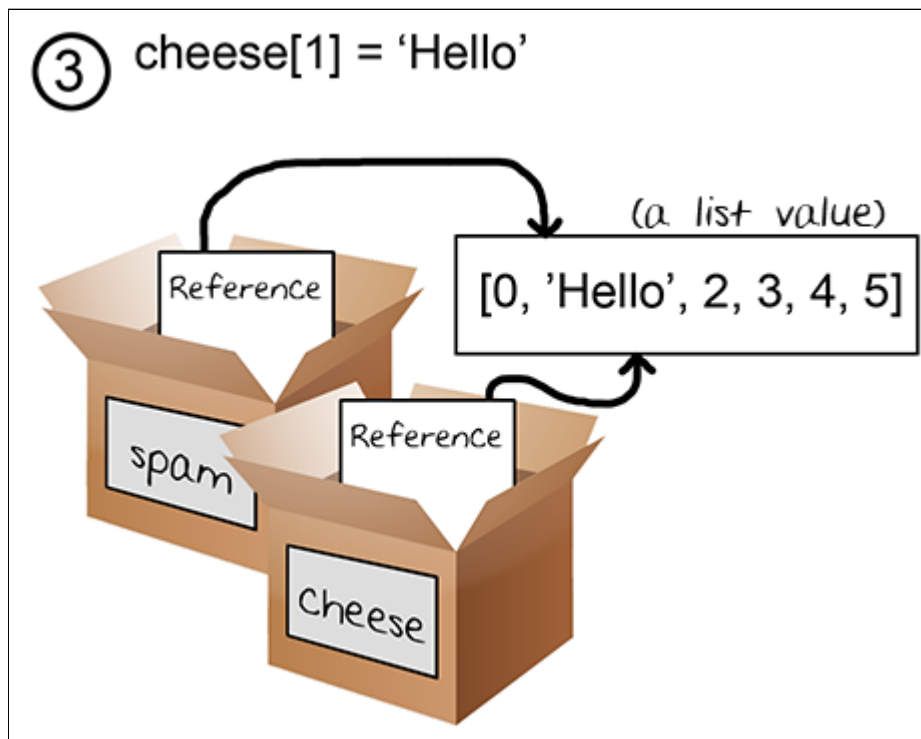 3 cheese[1] = ‘Hello’
(a list value)
Reference
[0, ’Hello’, 2, 3, 4, 5]
Reference
spam
Cheese